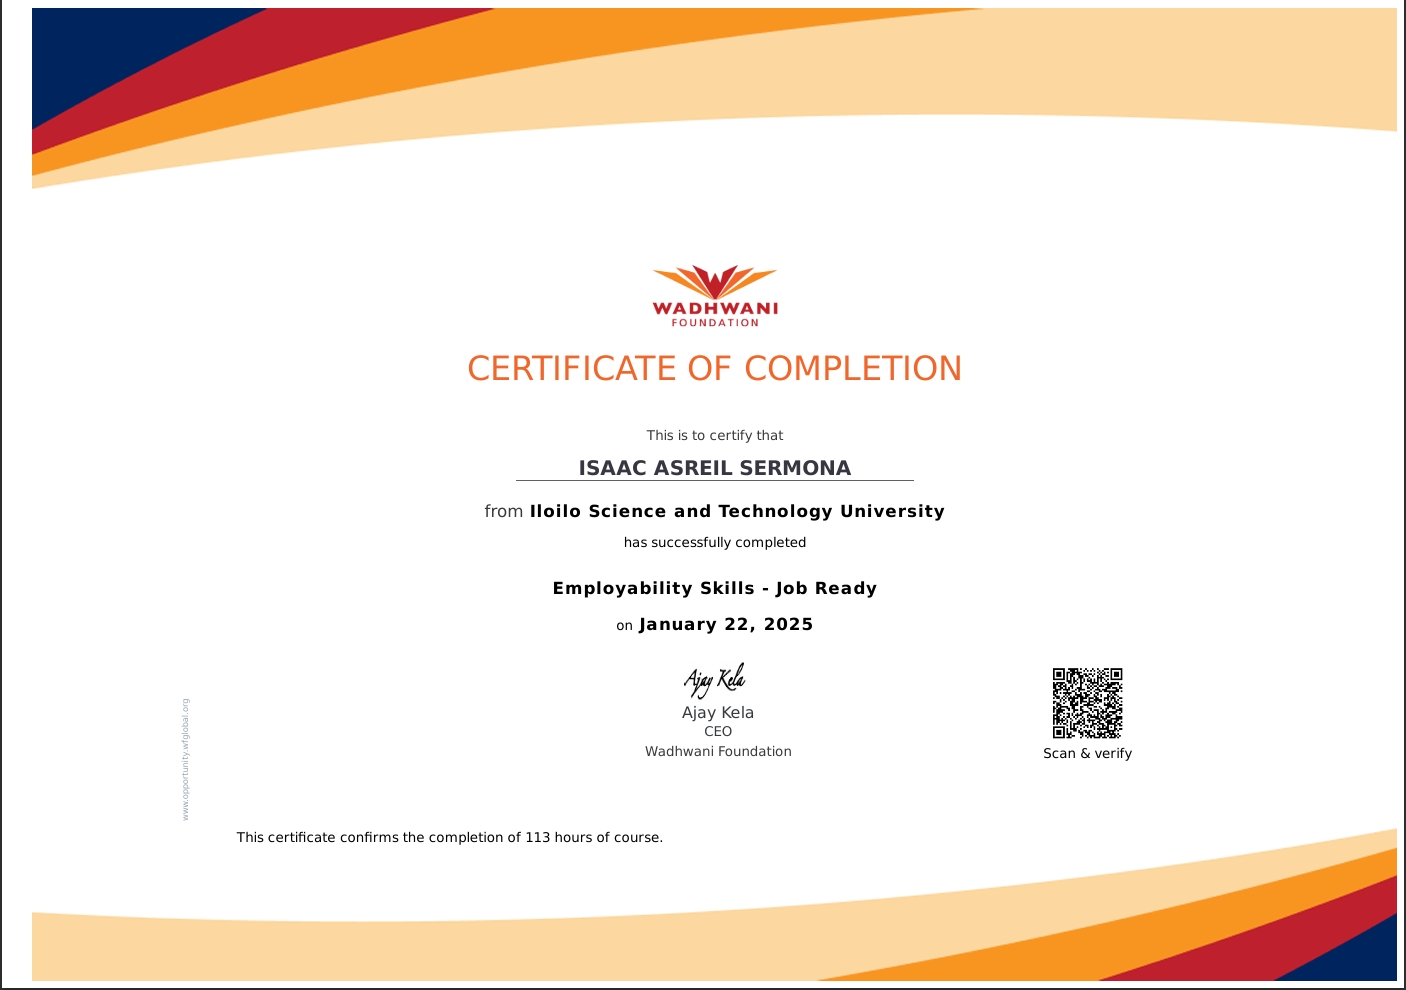 WADHWANI
FOUNDATION
CERTIFICATE OF COMPLETION
This is to certify that
ISAAC ASREIL SERMONA
from Iloilo Science and Technology University
has successfully completed
Employability Skills - Job Ready
on January 22, 2025
Ajay Kela
Ajay Kela
CEO
Wadhwani Foundation
Scan & verify
www.opportunity.wfglobal.org
This certificate confirms the completion of 113 hours of course.